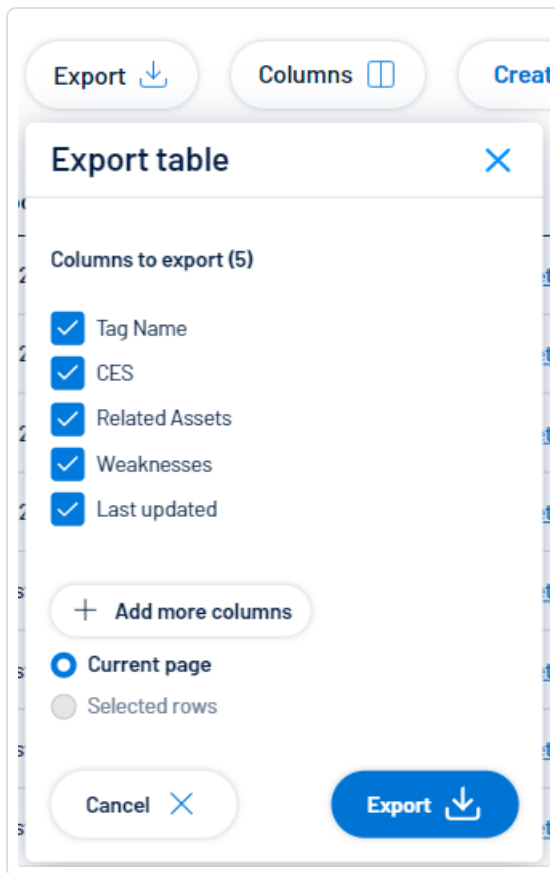 Export
Columns
Creat
Export table
Columns to export (5)
Tag Name
CES
Related Assets
Weaknesses
Last updated
Add more columns
Current page
Selected rows
Cancel
Export